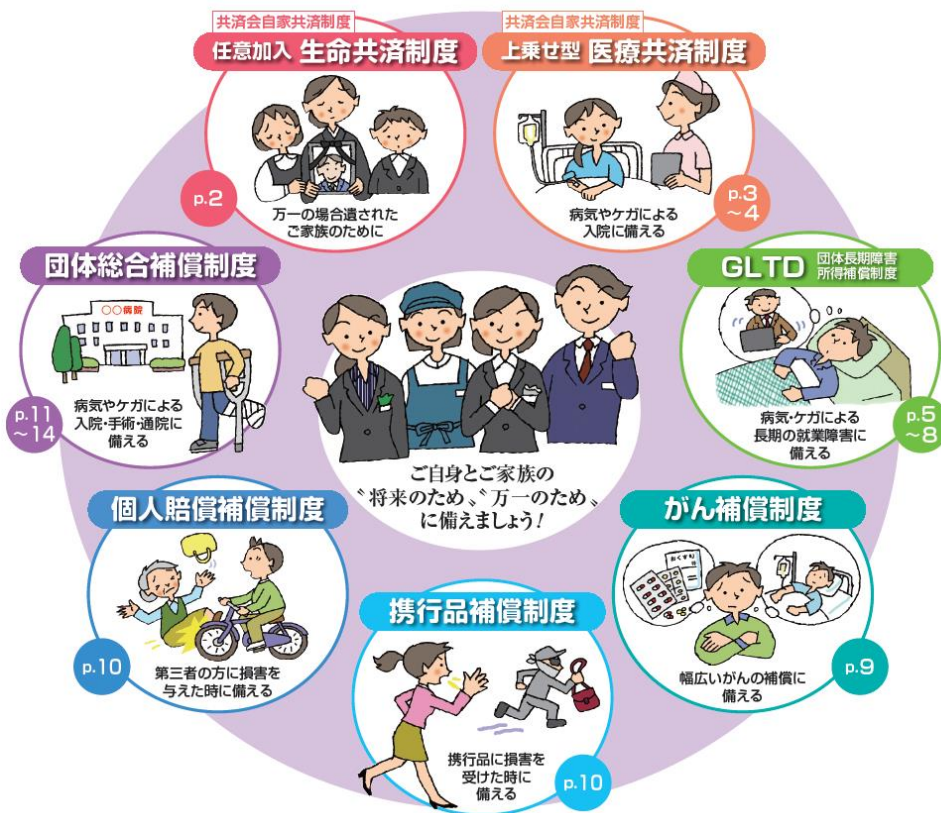 共済会自家共済制度
任意加入 生命共済制度
p.2
万一の場合遺された
ご家族のために
共済会自家共済制度
上乗せ型 医療共済制度
p.3
～4
病気やケガによる
入院に備える
団体総合補償制度
〇〇病院
p.11
～14
病気やケガによる
入院・手術・通院に
備える
GLTD 団体長期障害
所得補償制度
病気・ケガによる
長期の就業障害に
備える
p.5
～8
ご自身とご家族の
〝将来のため〟〝万一のため〟
に備えましょう！
個人賠償補償制度
p.10
第三者の方に損害を
与えた時に備える
がん補償制度
おくすり
幅広いがんの補償に
備える
p.9
携行品補償制度
携行品に損害を
受けた時に
備える
p.10